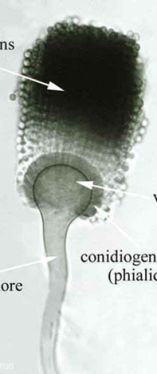 ns
v
conidiogen
(phialic
ore